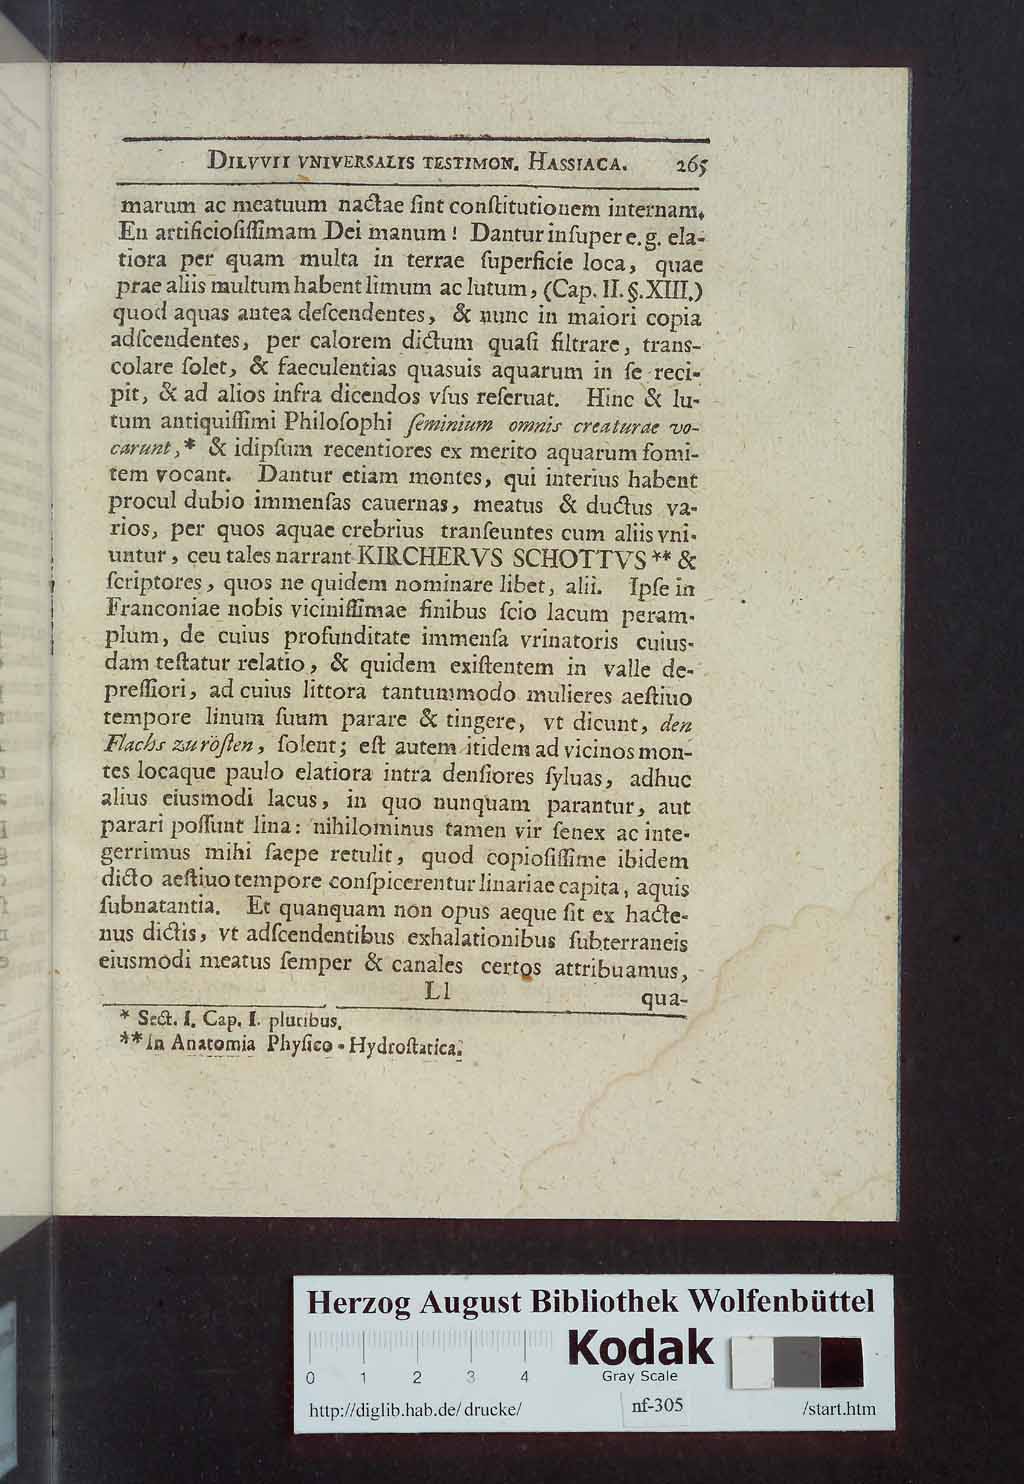 DILVVII VNIVERSALIS TESTIMON. HASSIACA. 265
marum ac meatuum nactae ſint conſtitutionem internam.
En artificioſiſſimam Dei manum! Dantur inſuper e. g. ela-
tiora per quam multa in terrae ſuperficie loca, quae
prae aliis multum habent limum ac lutum, (Cap. II. §. XIII.)
quod aquas antea deſcendentes, & nunc in maiori copia
adſcendentes, per calorem dictum quaſi filtrare, trans-
colare ſolet, & faeculentias quasuis aquarum in ſe reci-
pit, & ad alios infra dicendos vſus reſeruat. Hinc & lu-
tum antiquiſſimi Philoſophi ſeminium omnis creaturae vo-
carunt,* & idipſum recentiores ex merito aquarum fomi-
tem vocant. Dantur etiam montes, qui interius habent
procul dubio immenſas cauernas, meatus & ductus va-
rios, per quos aquae crebrius tranſeuntes cum aliis vni-
untur, ceu tales narrant KIRCHERVS SCHOTTVS ** &
ſcriptores, quos ne quidem nominare libet, alii. Ipſe in
Franconiae nobis viciniſſimae finibus ſcio lacum peram-
plum, de cuius profunditate immenſa vrinatoris cuius-
dam teſtatur relatio, & quidem exiſtentem in valle de-
preſſiori, ad cuius littora tantummodo mulieres aeſtiuo
tempore linum ſuum parare & tingere, vt dicunt, den
Flachs zu röſten, ſolent; eſt autem itidem ad vicinos mon-
tes locaque paulo elatiora intra denſiores ſyluas, adhuc
alius eiusmodi lacus, in quo nunquam parantur, aut
parari poſſunt lina: nihilominus tamen vir ſenex ac inte-
gerrimus mihi ſaepe retulit, quod copioſiſſime ibidem
dicto aeſtiuo tempore conſpicerentur linariae capita, aquis
ſubnatantia. Et quanquam non opus aeque ſit ex hacte-
nus dictis, vt adſcendentibus exhalationibus ſubterraneis
eiusmodi meatus ſemper & canales certos attribuamus,
Ll qua-
* Sect. I. Cap. I. pluribus.
** in Anatomia Phyſico-Hydroſtatica.
Herzog August Bibliothek Wolfenbüttel
Kodak
0 1 2 3 4 Gray Scale
http://diglib.hab.de/drucke/ nf-305 /start.htm